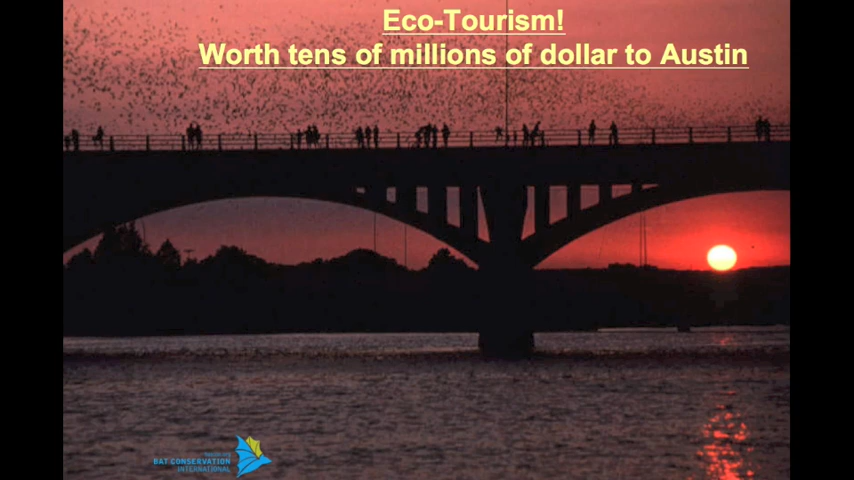 Eco-Tourism!
Worth tens of millions of dollar to Austin
BAT CONSERVATION
INTERNATIONAL